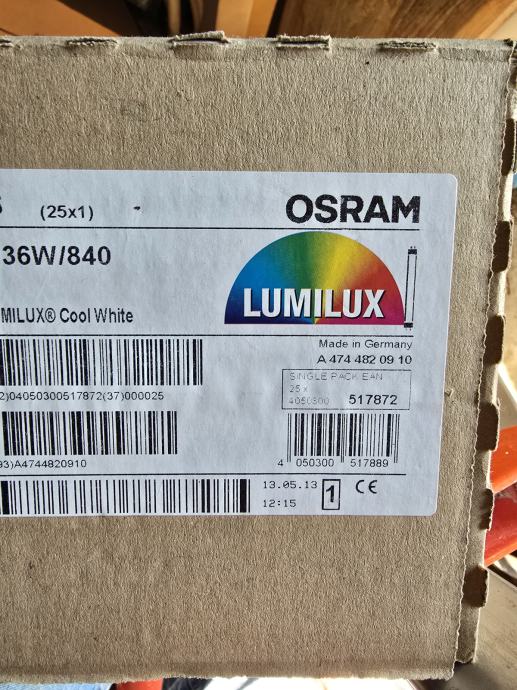 (25x1) -
OSRAM
36W/840
LUMILUX
MILUX® Cool White
Made in Germany
A 474 482 09 10
SINGLE PACK EAN
25 x
4050300 517872
2)04050300517872(37)000025
93)A4744820910
4 050300 517889
13.05.13 1 CE
12:15